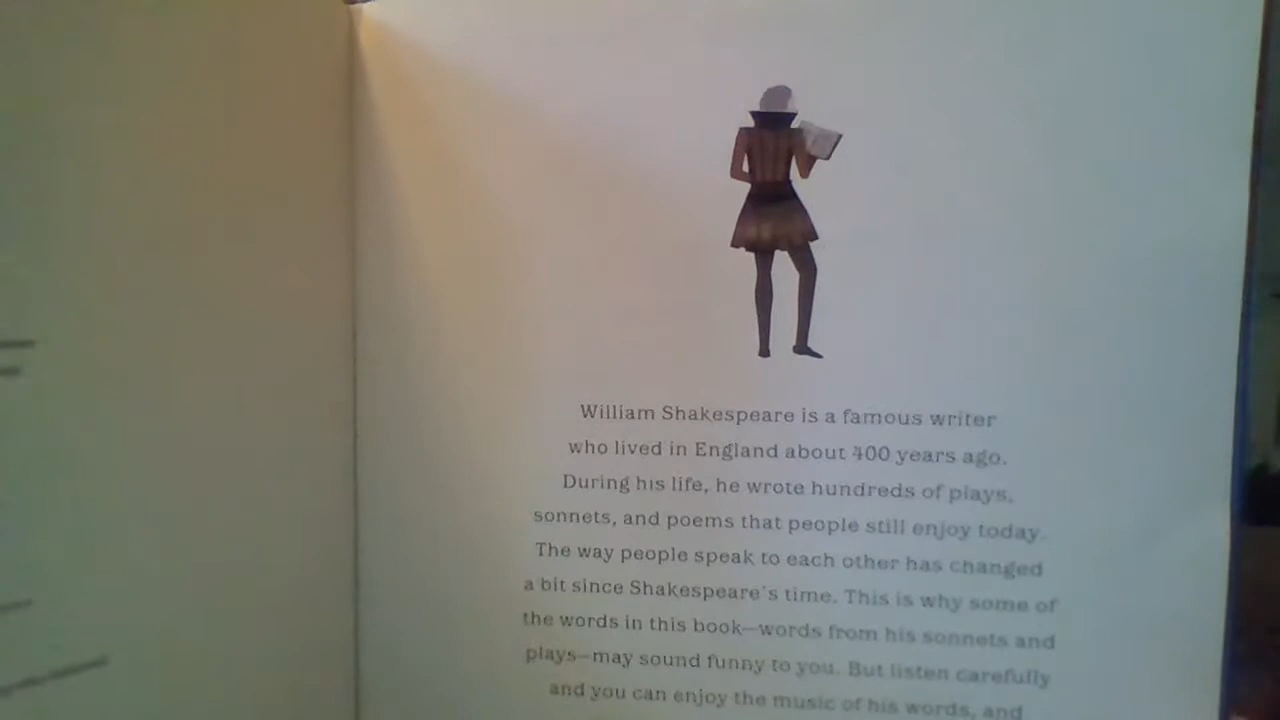 William Shakespeare is a famous writer
who lived in England about 400 years ago.
During his life, he wrote hundreds of plays,
sonnets, and poems that people still enjoy today.
The way people speak to each other has changed
a bit since Shakespeare's time. This is why some of
the words in this book—words from his sonnets and
plays—may sound funny to you. But listen carefully
and you can enjoy the music of his words, and